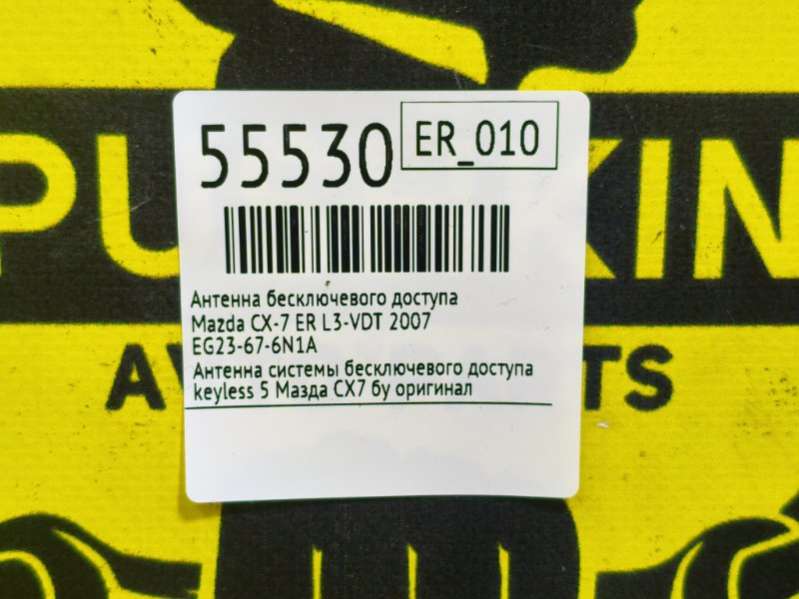 55530
ER_010
Антенна бесключевого доступа
Mazda CX-7 ER L3-VDT 2007
EG23-67-6N1A
Антенна системы бесключевого доступа
keyless 5 Мазда CX7 бу оригинал